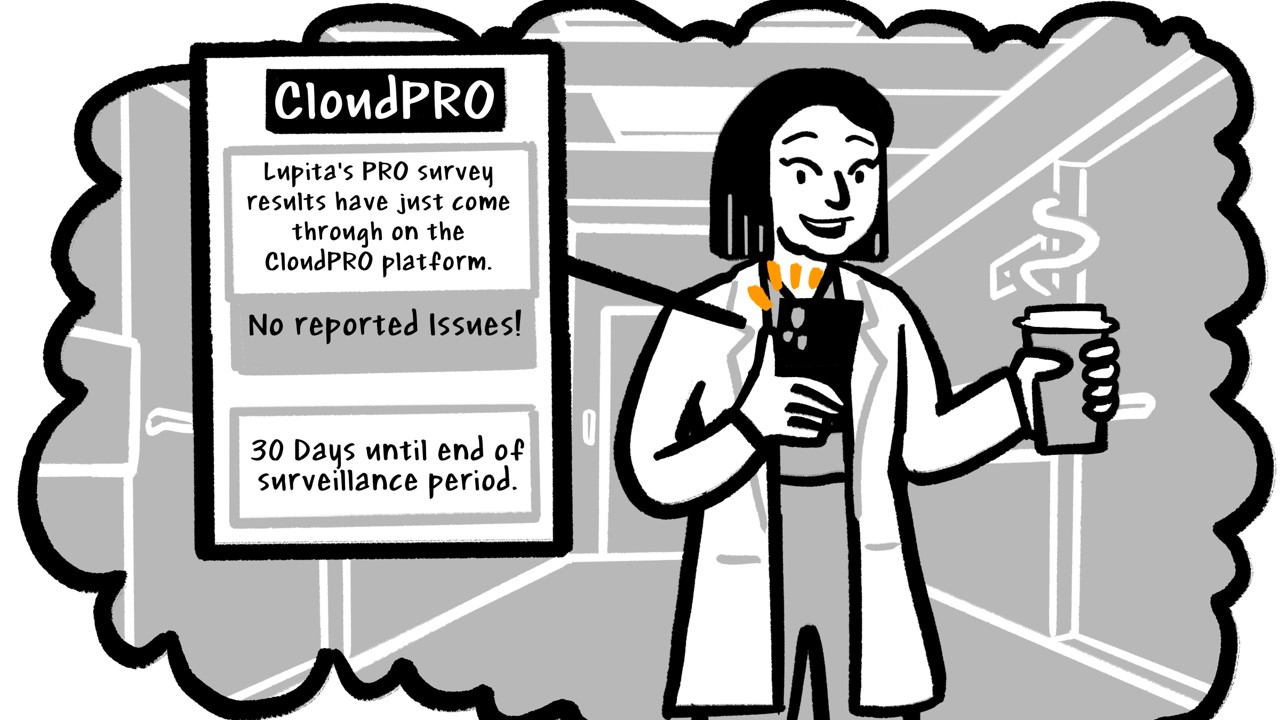 CloudPRO
Lupita's PRO survey
results have just come
through on the
CloudPRO platform.
No reported Issues!
30 Days until end of
surveillance period.